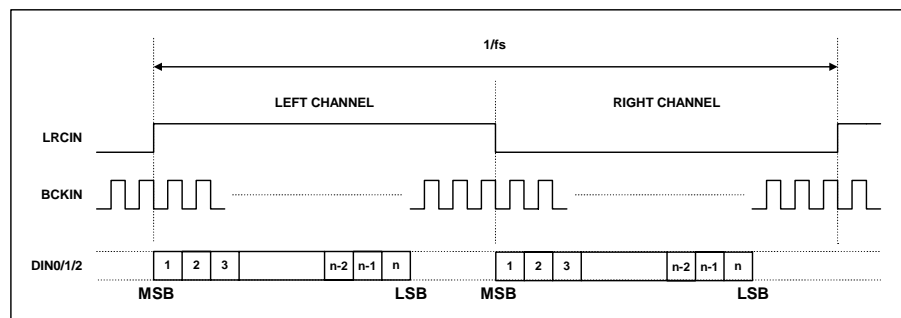 1/fs
LEFT CHANNEL RIGHT CHANNEL
LRCIN
BCKIN
DIN0/1/2 1 2 3 n-2 n-1 n 1 2 3 n-2 n-1 n
MSB LSB MSB LSB